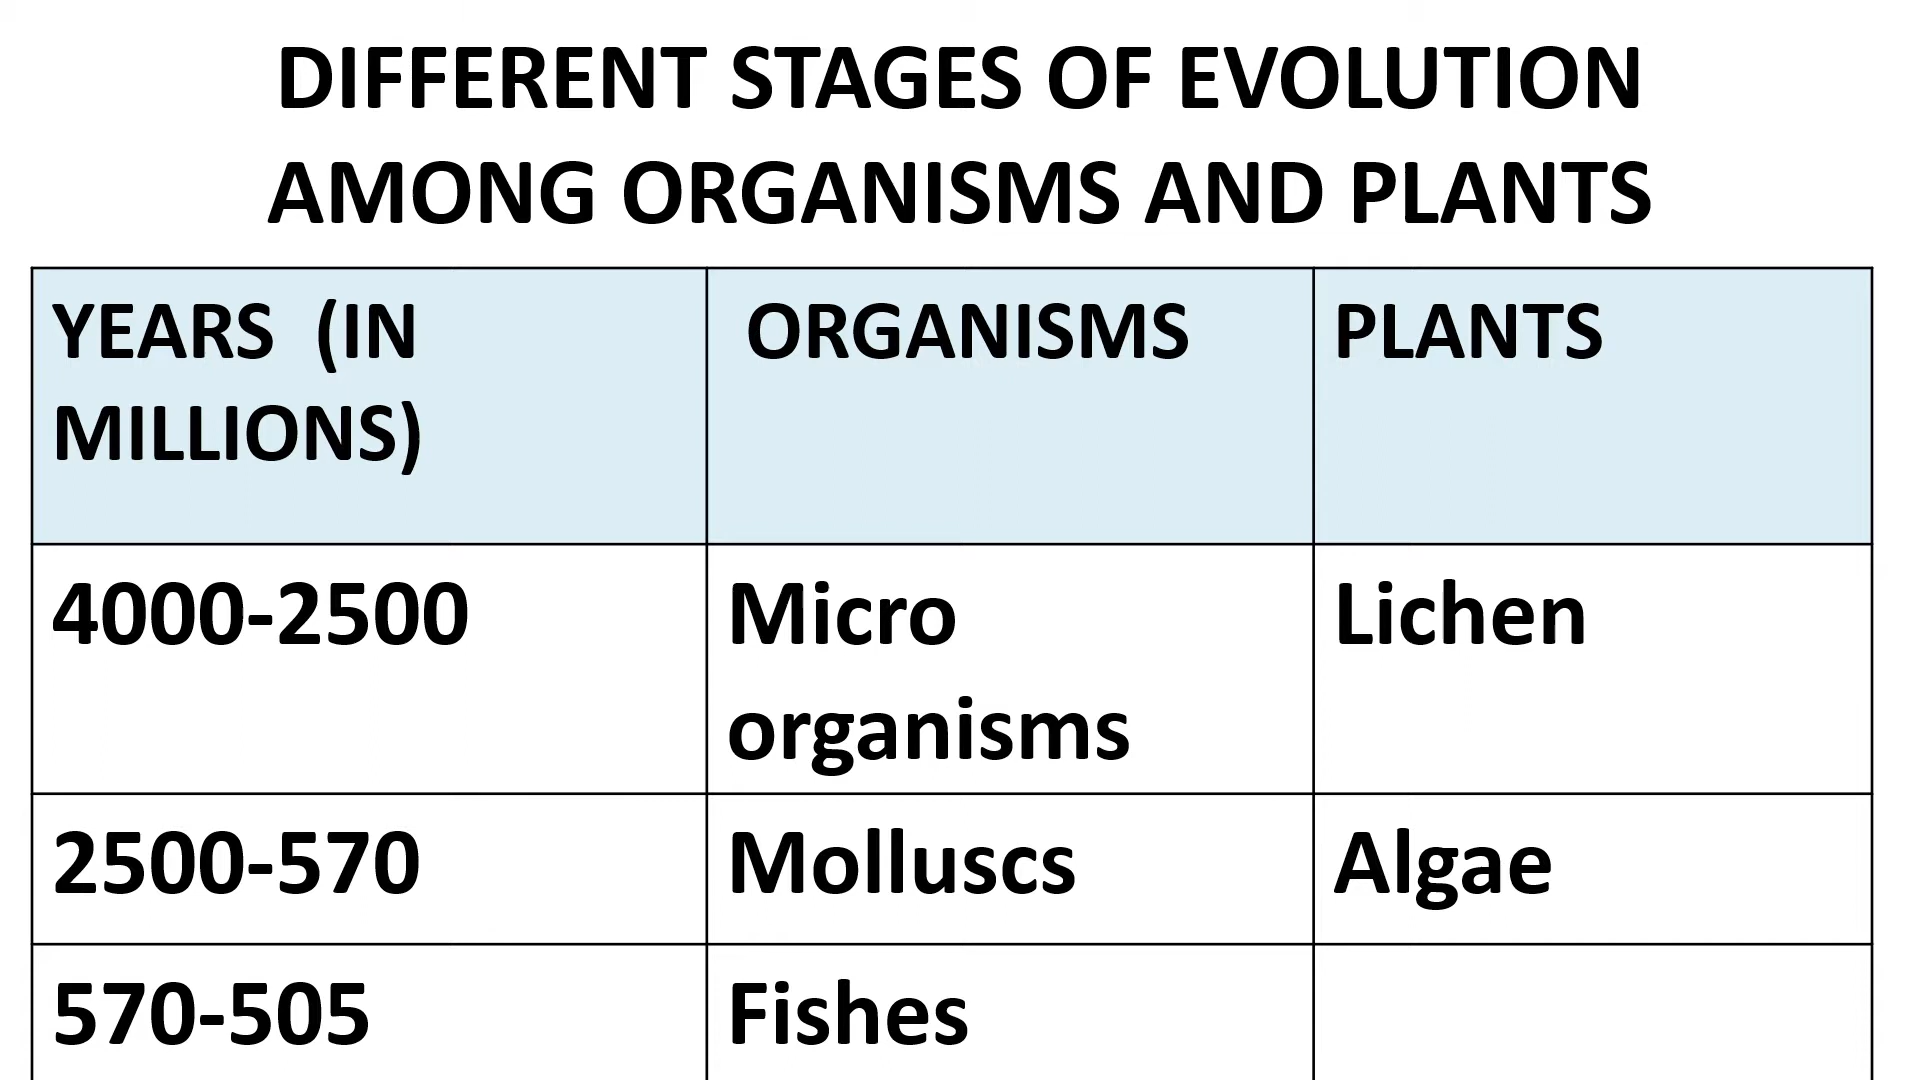 DIFFERENT STAGES OF EVOLUTION
AMONG ORGANISMS AND PLANTS
YEARS (IN
MILLIONS)
ORGANISMS
PLANTS
4000-2500
Micro
organisms
Lichen
2500-570
Molluscs
Algae
570-505
Fishes